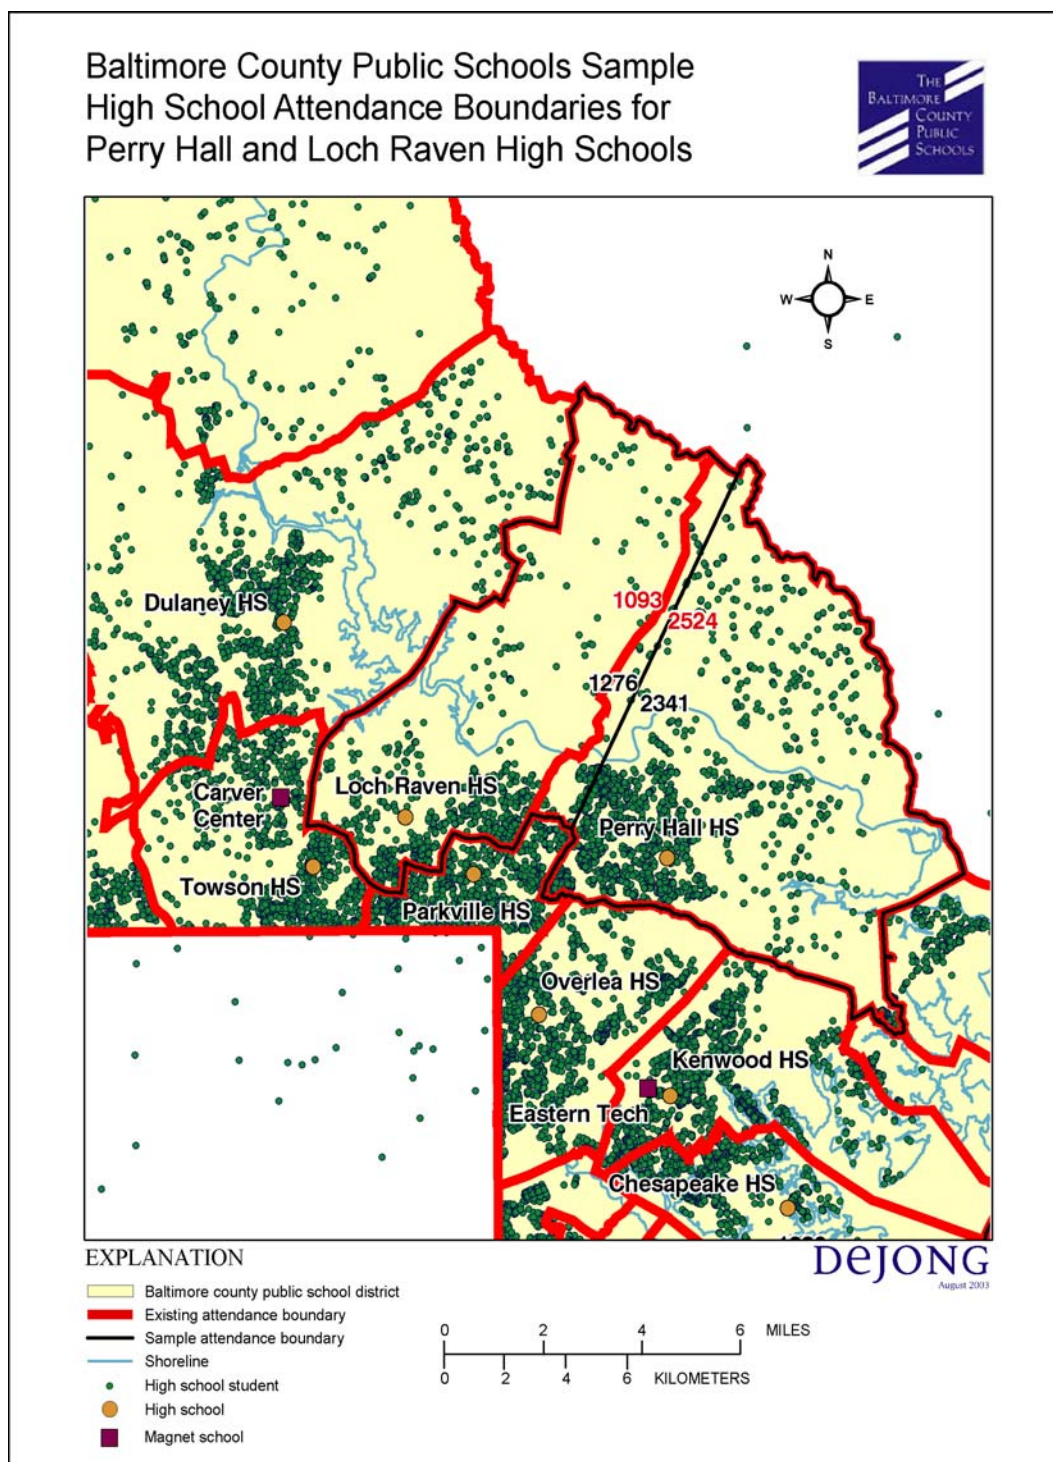 Baltimore County Public Schools Sample
High School Attendance Boundaries for
Perry Hall and Loch Raven High Schools
THE
BALTIMORE
COUNTY
PUBLIC
SCHOOLS
N
W E
S
Dulaney HS
1093
2524
1276
2341
Loch Raven HS
Carver
Center
Perry Hall HS
Towson HS
Parkville HS
Overlea HS
Kenwood HS
Eastern Tech
Chesapeake HS
EXPLANATION
DeJONG
August 2003
Baltimore county public school district
Existing attendance boundary
Sample attendance boundary
Shoreline
High school student
High school
Magnet school
0 2 4 6 MILES
0 2 4 6 KILOMETERS